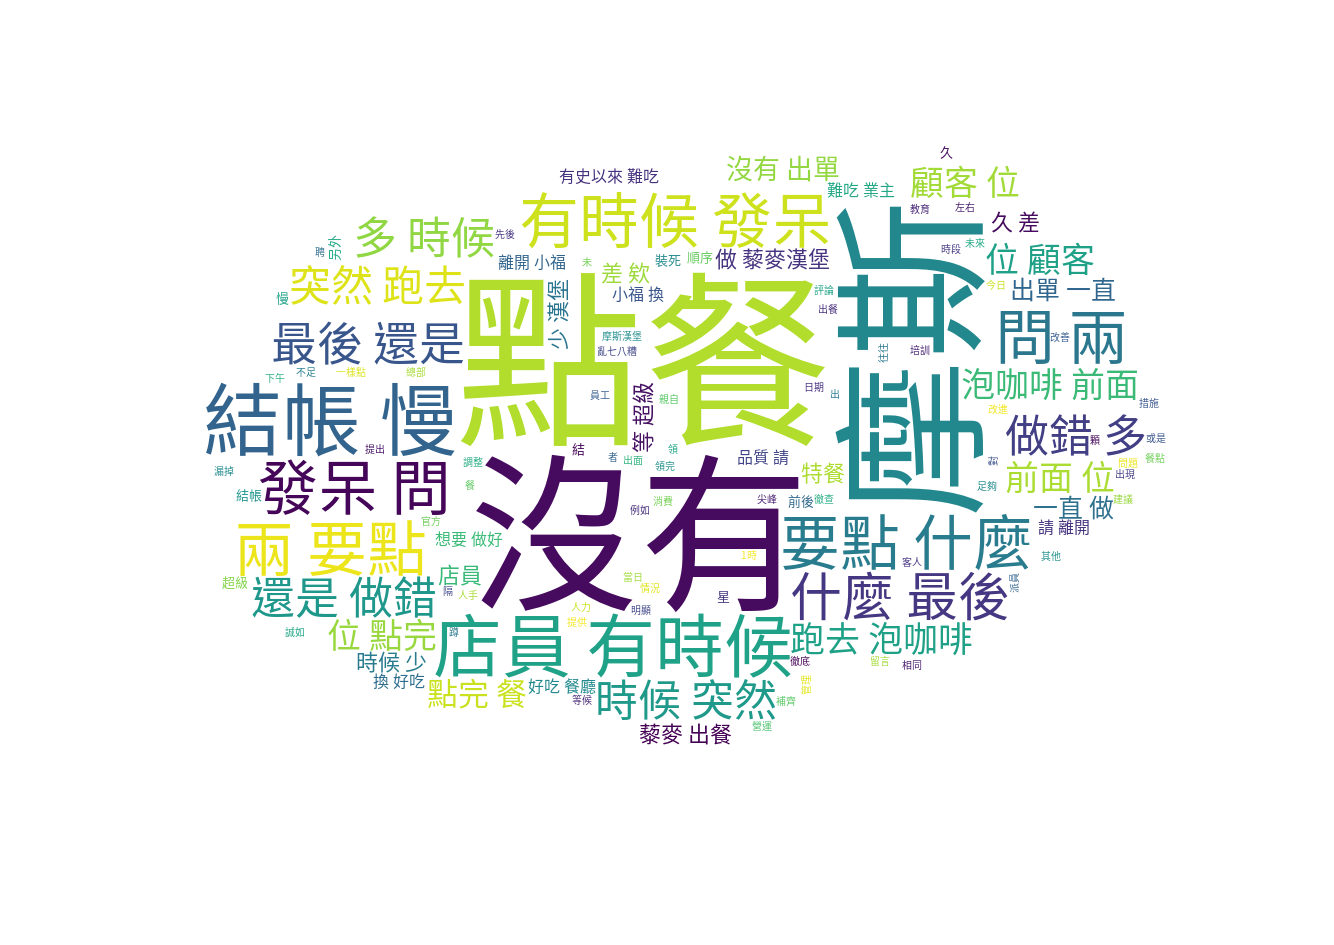 久
有史以來 難吃
沒有 出單
難吃 業主
顧客 位
教育
左右
久 差
有時候 發呆
多 時候
先後
另外
時段
未來
位 顧客
離開 小福
未
差 欸
裝死
順序
做 藜麥漢堡
摩斯
突然 跑去
慢
小福 換
少 漢堡
評論
出餐
今日
出單 一直
點餐
最後 還是
摩斯漢堡
亂七八糟
往往
培訓
問 兩
改善
下午
不足
一樣點
總部
員工
等 超級
親自
日期
出
泡咖啡 前面
措施
結帳 慢
改進
做錯 多
顆
或是
提出
結
者
出面
領
領完
品質 請
特餐
前面 位
問題
餐點
出現
漏掉
發呆 問
調整
餐
結帳
沒有
例如
消費
尖峰
前後
徹查
足夠
一直 做
建議
請 離開
兩 要點
官方
想要 做好
要點 什麼
1時
其他
客人
超級
還是 做錯
店員
隔
人手
當日
情況
星
什麼 最後
人力
提供
明顯
誠如
位 點完
蹲
店員 有時候
跑去 泡咖啡
徹底
留言
相同
時候 少
換 好吃
點完 餐
好吃 餐廳
等候
時候 突然
補齊
藜麥 出餐
營運